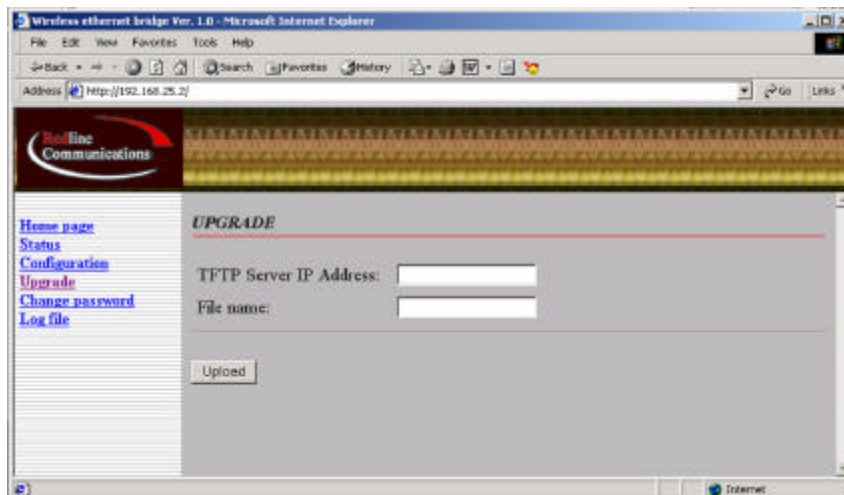 Wireless ethernet bridge Ver. 1.0 - Microsoft Internet Explorer
File Edit View Favorites Tools Help
Back Search Favorites History
Address http://192.168.25.2/ Go Links
Redline
Communications
Home page
Status
Configuration
Upgrade
Change password
Log file
UPGRADE
TFTP Server IP Address:
File name:
Upload
Internet